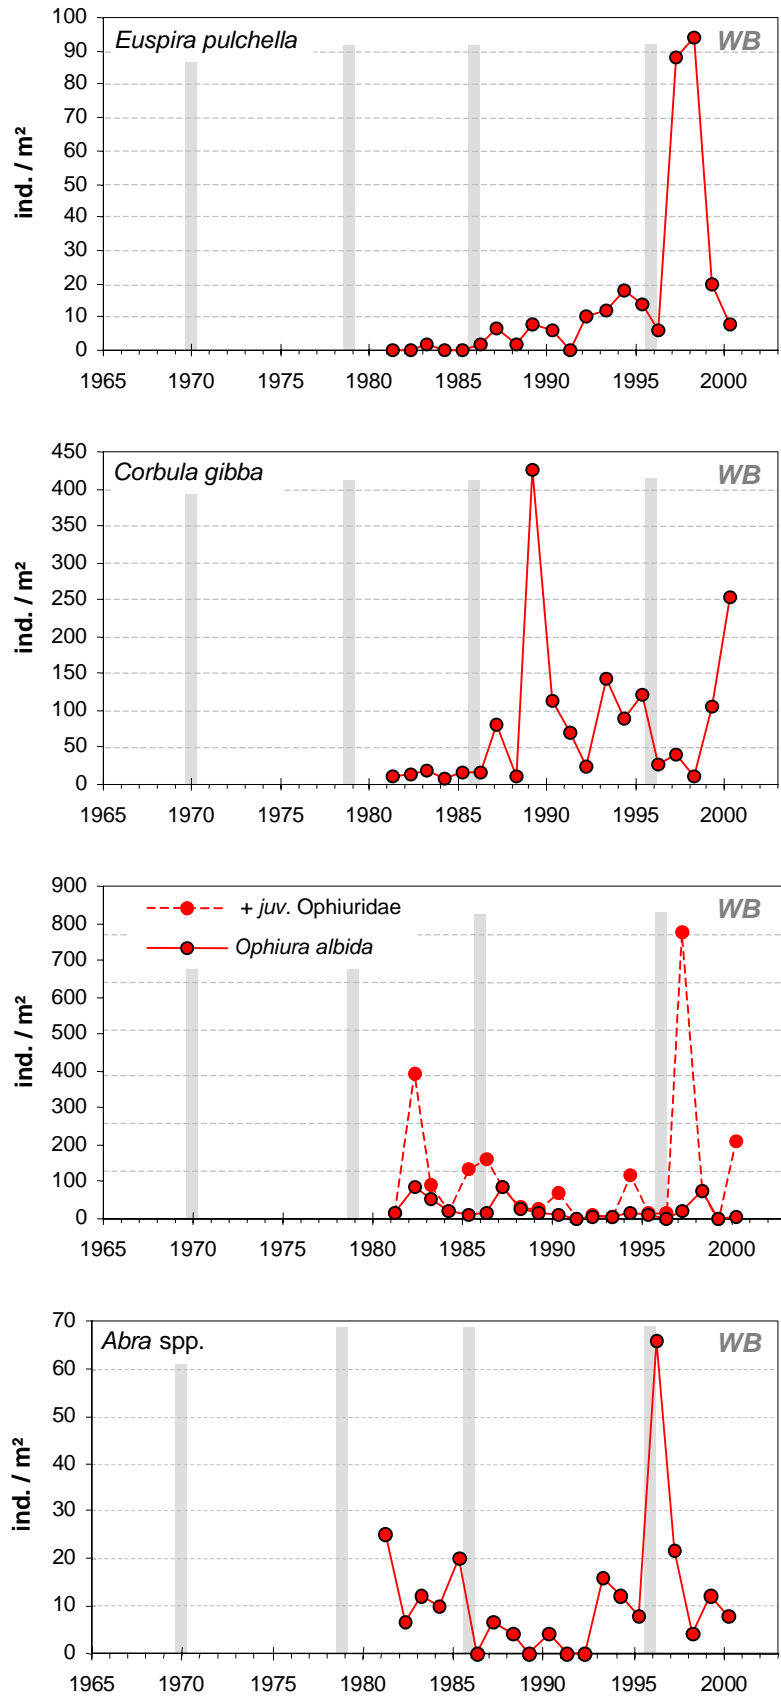 100
90
80
70
60
50
40
30
20
10
0
ind. / m²
Euspira pulchella
WB
1965 1970 1975 1980 1985 1990 1995 2000
450
400
350
300
250
200
150
100
50
0
ind. / m²
Corbula gibba
WB
1965 1970 1975 1980 1985 1990 1995 2000
900
800
700
600
500
400
300
200
100
0
ind. / m²
+ juv. Ophiuridae
Ophiura albida
WB
1965 1970 1975 1980 1985 1990 1995 2000
70
60
50
40
30
20
10
0
ind. / m²
Abra spp.
WB
1965 1970 1975 1980 1985 1990 1995 2000